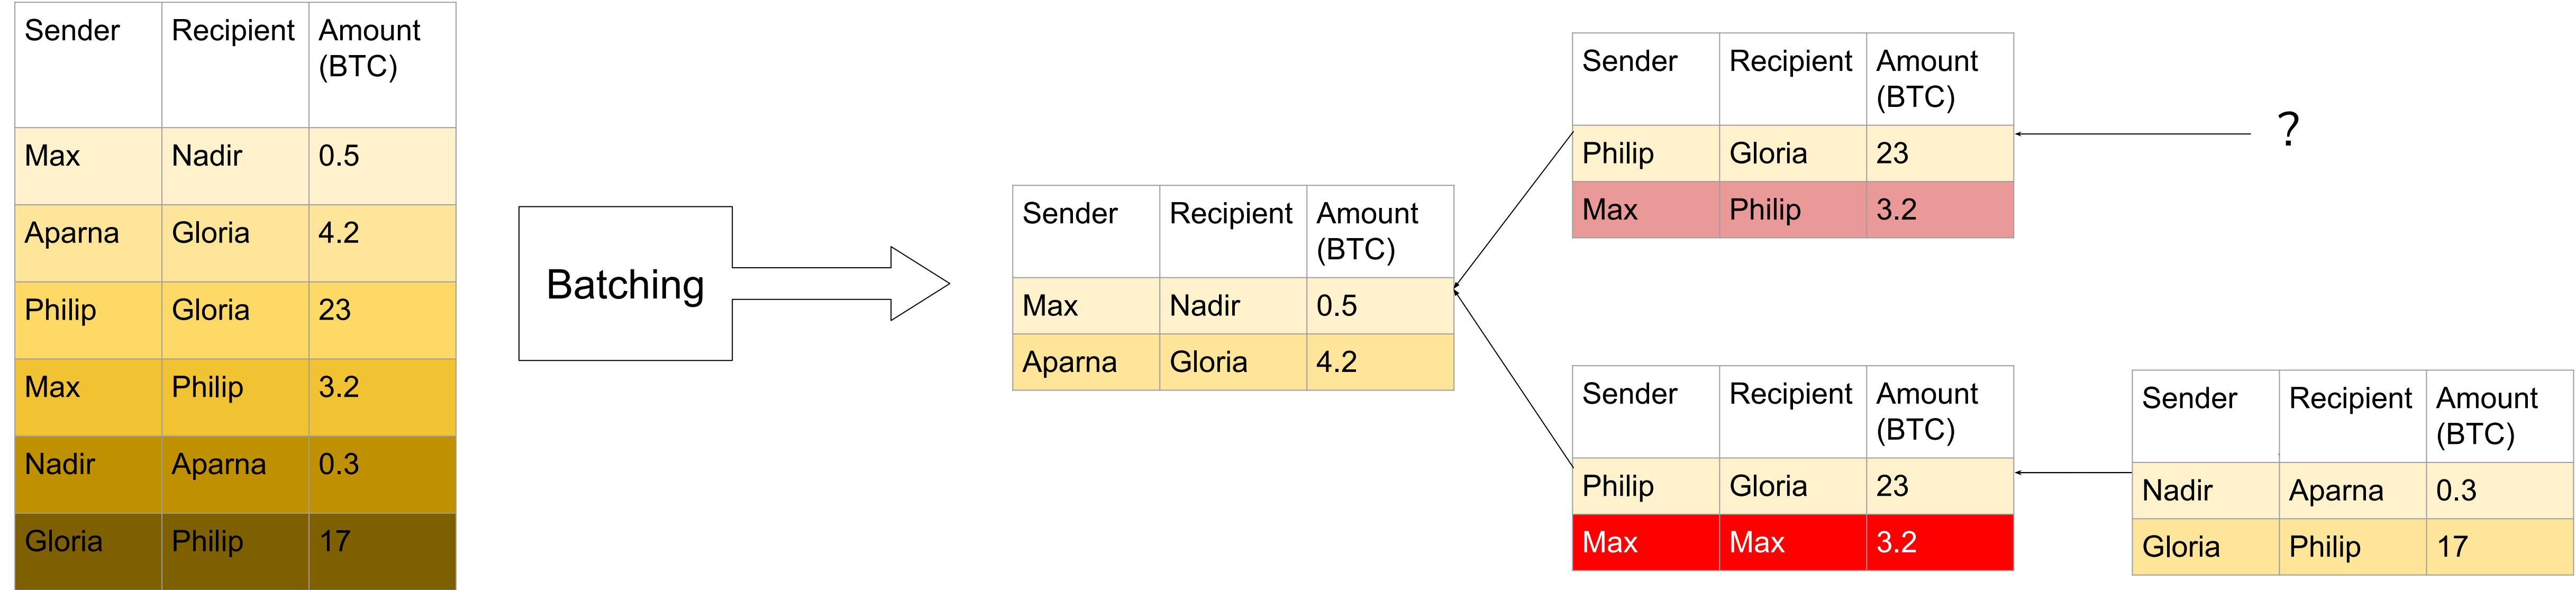 Sender Recipient Amount
(BTC)
Max Nadir 0.5
Aparna Gloria 4.2
Philip Gloria 23
Max Philip 3.2
Nadir Aparna 0.3
Gloria Philip 17
Batching
Sender Recipient Amount
(BTC)
Max Nadir 0.5
Aparna Gloria 4.2
Sender Recipient Amount
(BTC)
Philip Gloria 23
Max Philip 3.2
?
Sender Recipient Amount
(BTC)
Philip Gloria 23
Max Max 3.2
Sender Recipient Amount
(BTC)
Nadir Aparna 0.3
Gloria Philip 17